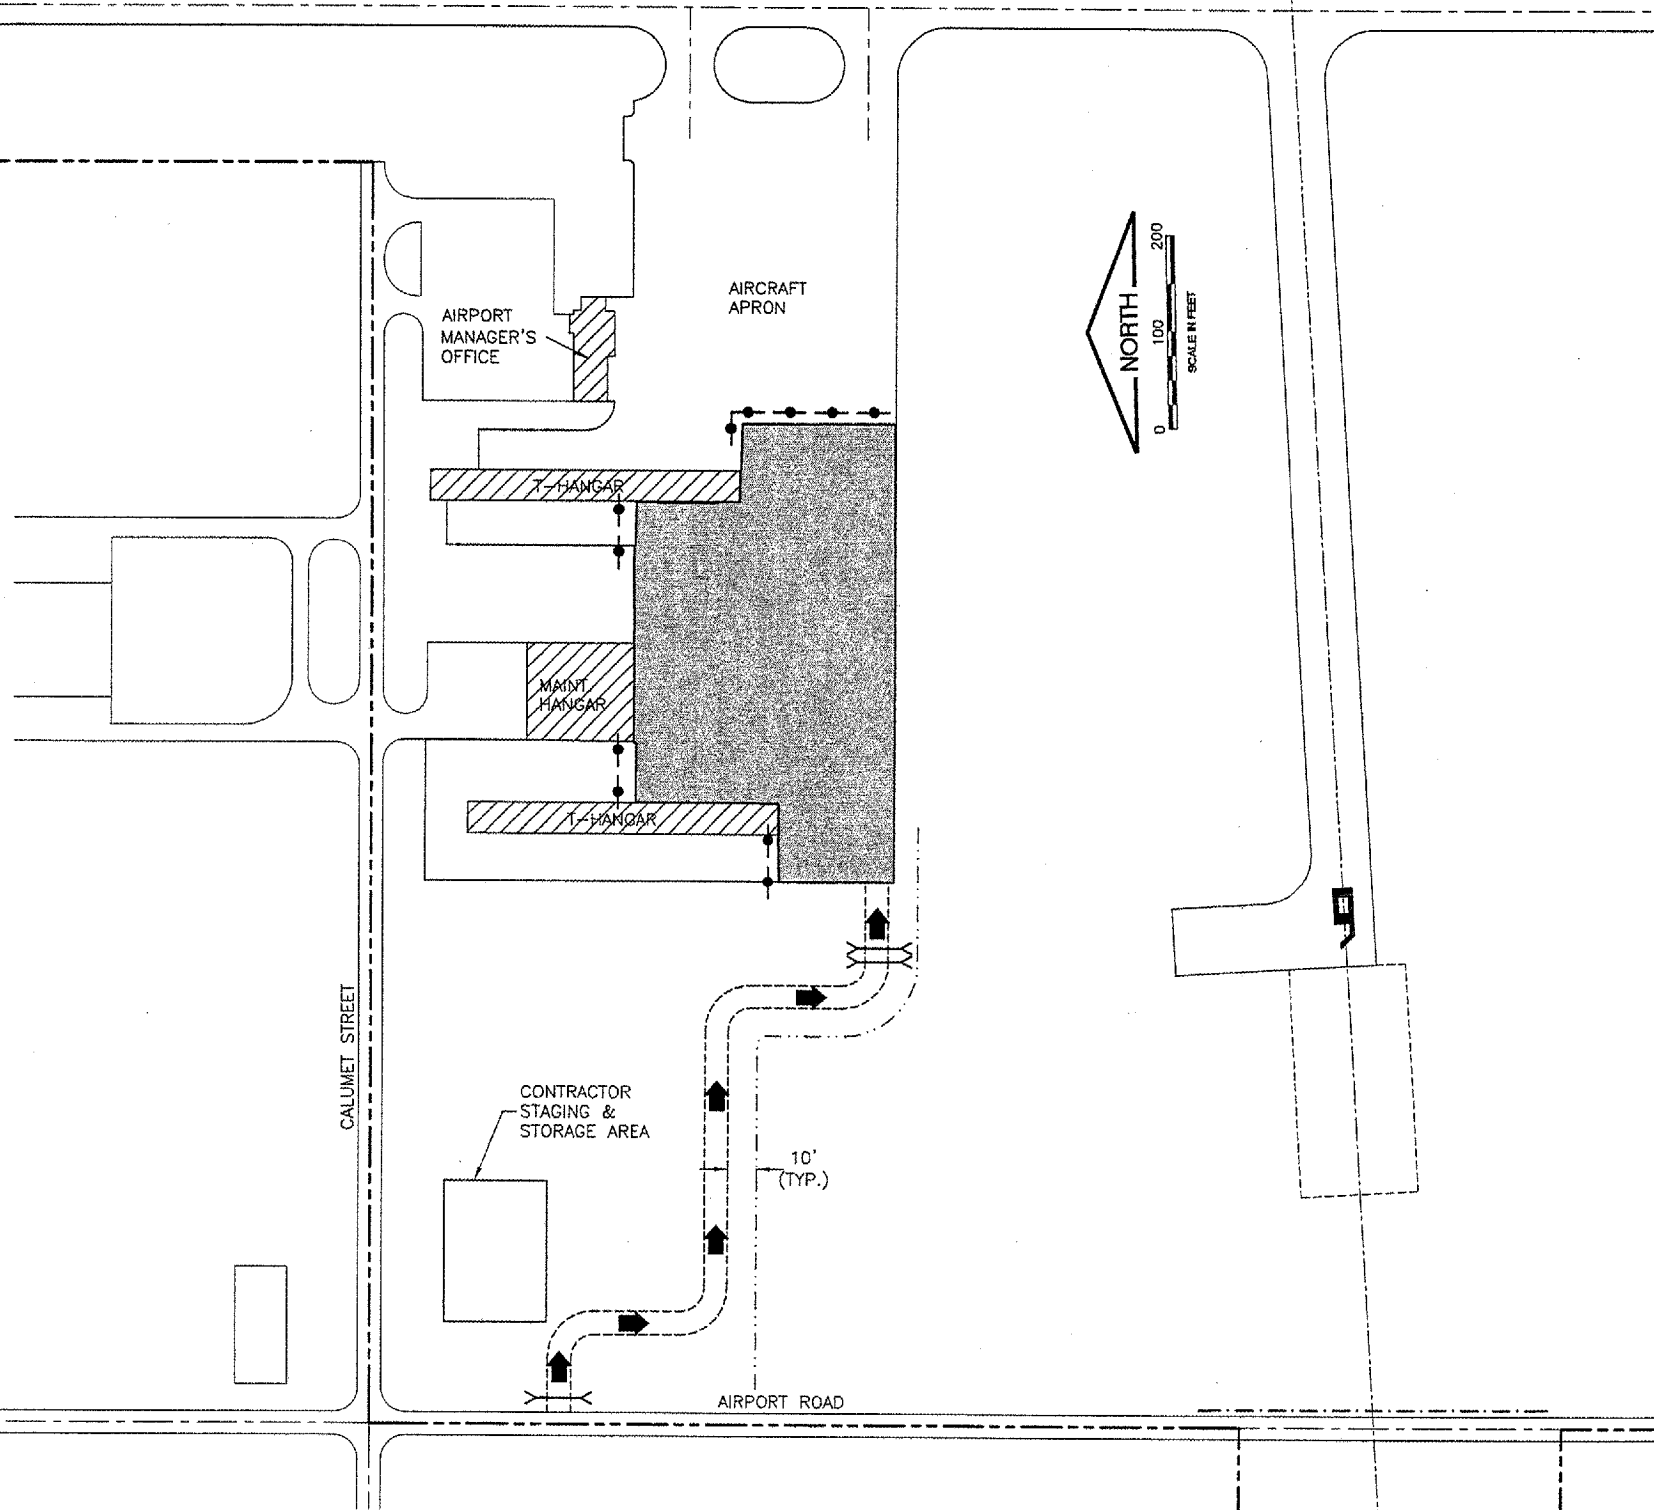 AIRCRAFT
APRON
AIRPORT
MANAGER'S
OFFICE
NORTH
0 100 200
SCALE IN FEET
T-HANGAR
MAINT.
HANGAR
T-HANGAR
CALUMET STREET
CONTRACTOR
STAGING &
STORAGE AREA
10'
(TYP.)
AIRPORT ROAD